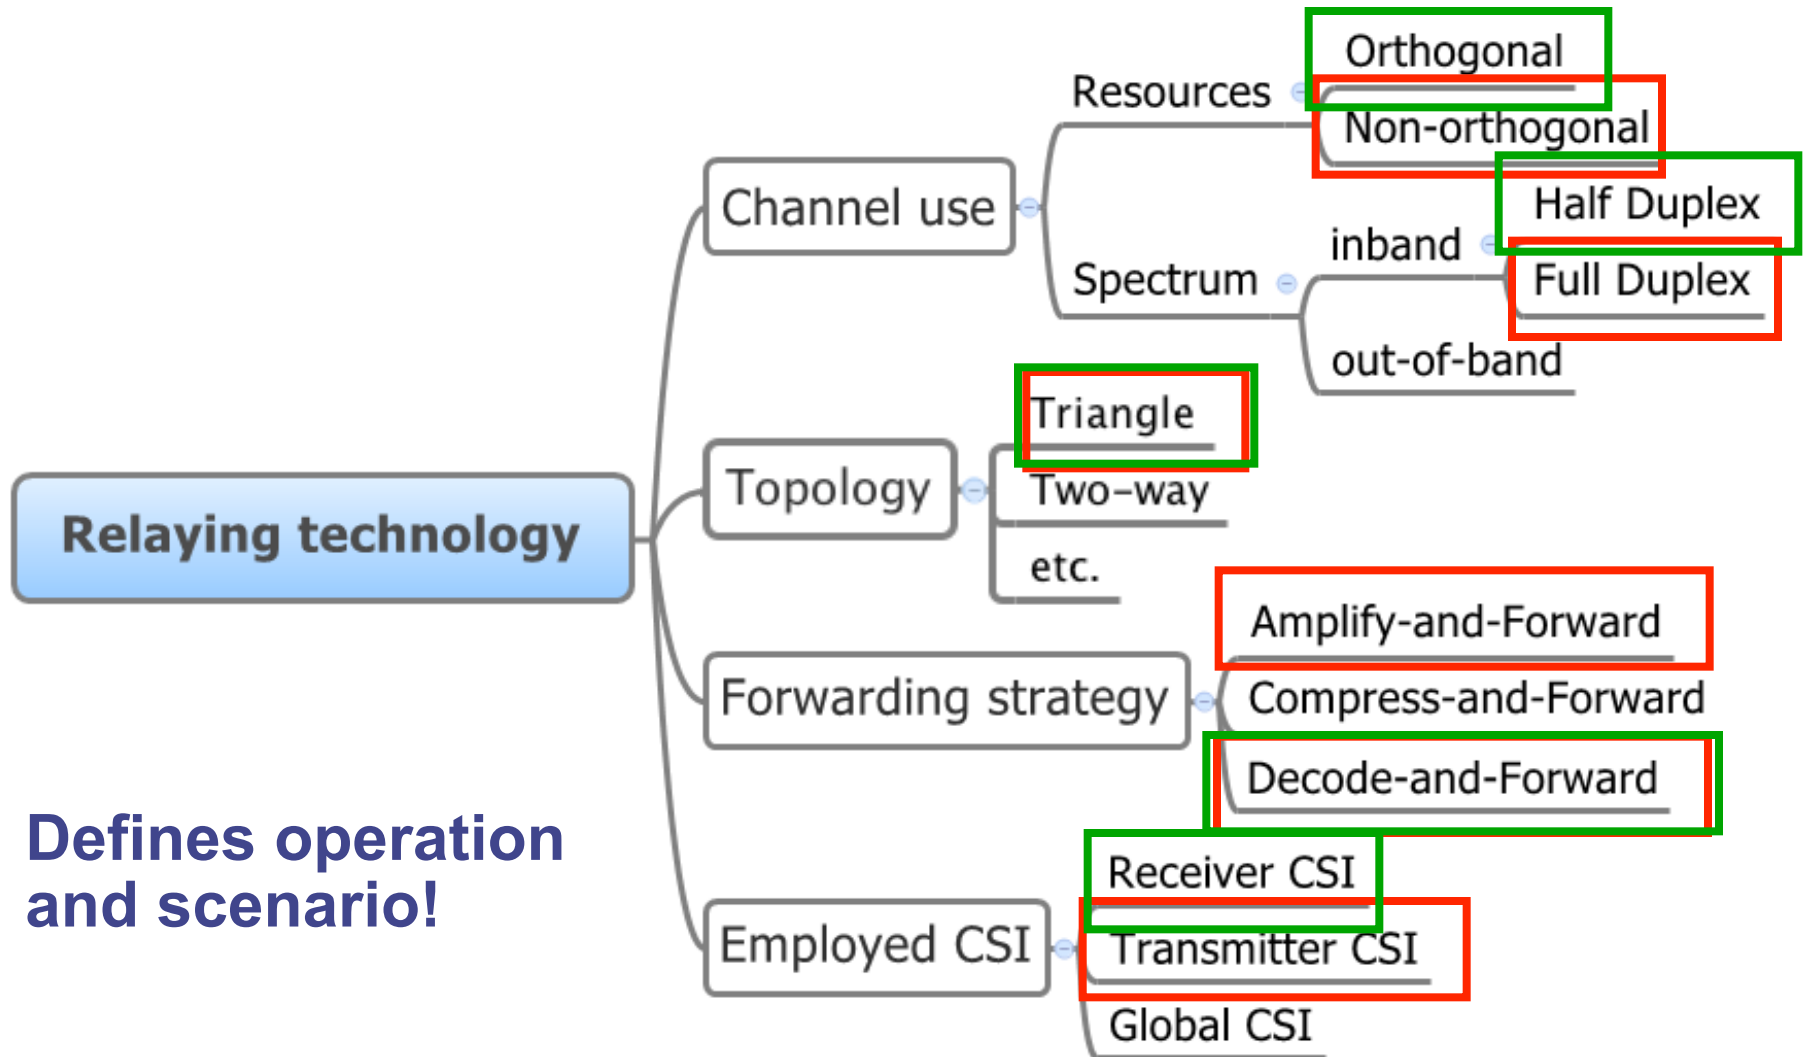 Relaying technology
Channel use
Resources
Orthogonal
Non-orthogonal
Spectrum
inband
Half Duplex
Full Duplex
out-of-band
Topology
Triangle
Two-way
etc.
Forwarding strategy
Amplify-and-Forward
Compress-and-Forward
Decode-and-Forward
Employed CSI
Receiver CSI
Transmitter CSI
Global CSI
Defines operation
and scenario!